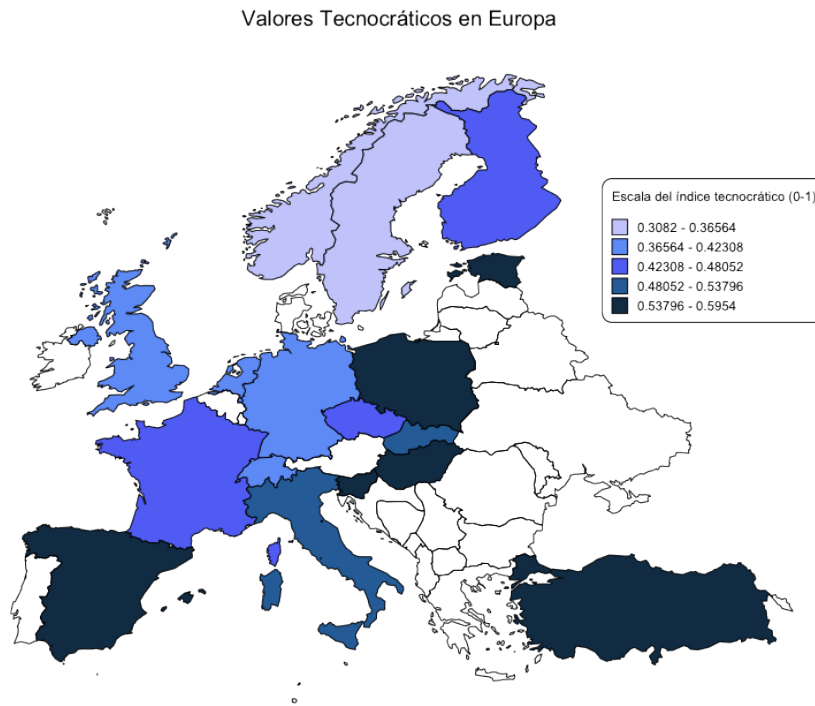 Valores Tecnocráticos en Europa
Escala del índice tecnocrático (0-1)
0.3082 - 0.36564
0.36564 - 0.42308
0.42308 - 0.48052
0.48052 - 0.53796
0.53796 - 0.5954